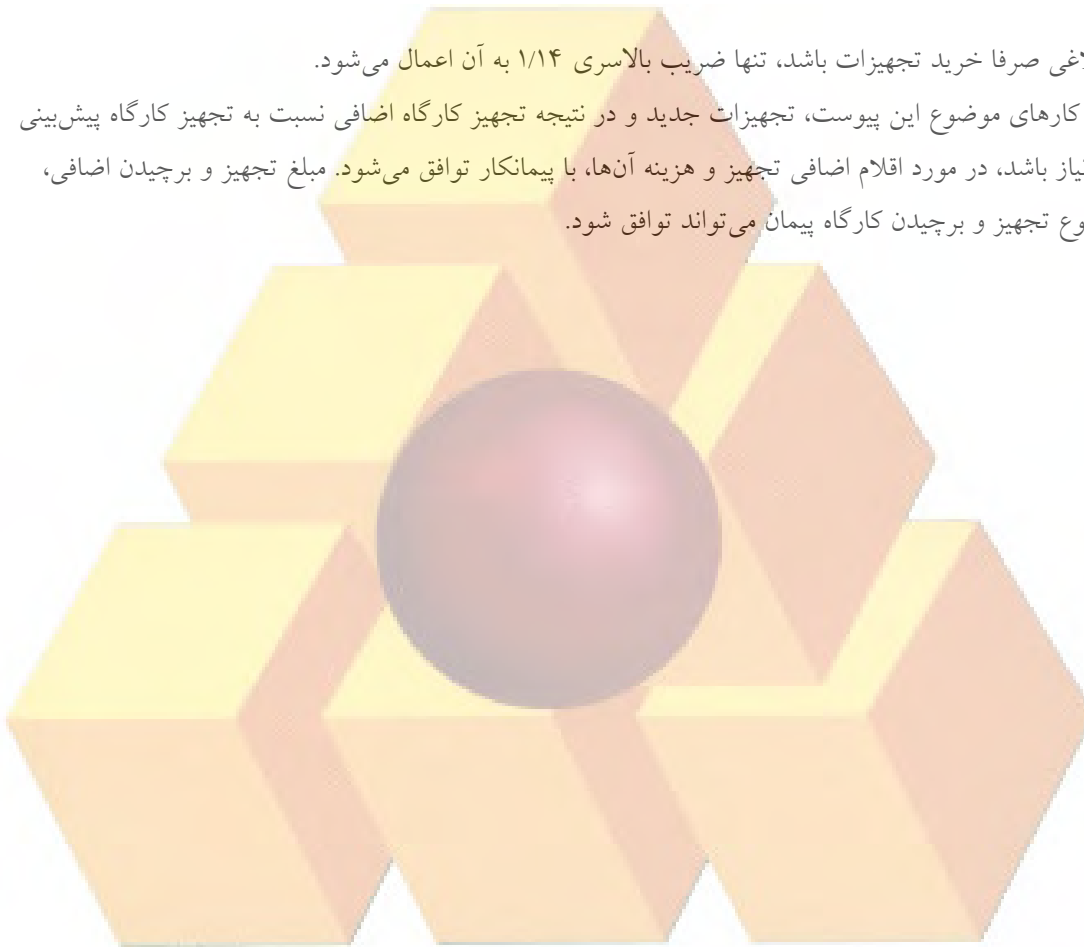 صرفا خرید تجهیزات باشد، تنها ضریب بالاسری ۱/۱۴ به آن اعمال می‌شود.
کارهای موضوع این پیوست، تجهیزات جدید و در نتیجه تجهیز کارگاه اضافی نسبت به تجهیز کارگاه پیش‌بینی
باشد، در مورد اقلام اضافی تجهیز و هزینه آن‌ها، با پیمانکار توافق می‌شود. مبلغ تجهیز و برچیدن اضافی،
تجهیز و برچیدن کارگاه پیمان می‌تواند توافق شود.